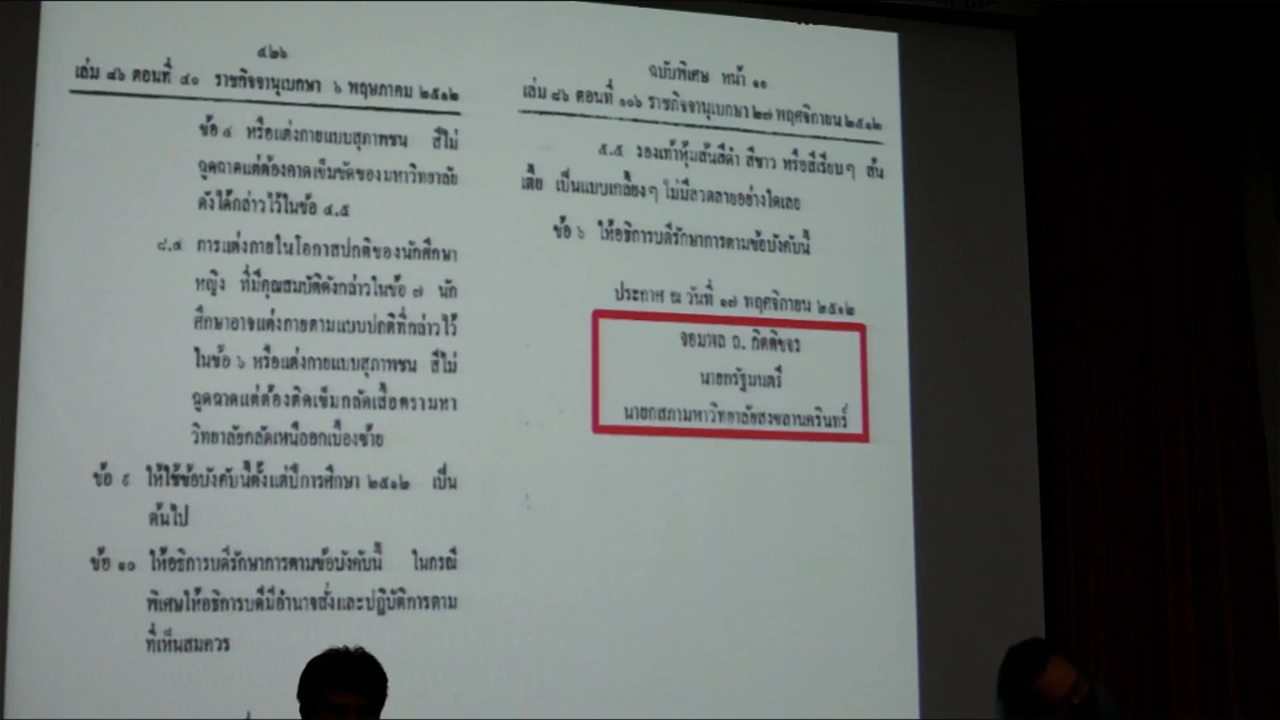 ๕๒๖
เล่ม ๘๖ ตอนที่ ๔๐ ราชกิจจานุเบกษา ๖ พฤษภาคม ๒๕๑๒
ข้อ ๔ หรือแต่งกายแบบสุภาพชน สีไม่
ฉูดฉาดแต่ต้องคาดเข็มขัดของมหาวิทยาลัย
ดังได้กล่าวไว้ในข้อ ๔.๕
๘.๔ การแต่งกายในโอกาสปกติของนักศึกษา
หญิง ที่มีคุณสมบัติดังกล่าวในข้อ ๗ นัก
ศึกษาอาจแต่งกายตามแบบปกติที่กล่าวไว้
ในข้อ ๖ หรือแต่งกายแบบสุภาพชน สีไม่
ฉูดฉาดแต่ต้องติดเข็มกลัดเสื้อตรามหา
วิทยาลัยกลัดเหนืออกเบื้องซ้าย
ข้อ ๙ ให้ใช้ข้อบังคับนี้ตั้งแต่ปีการศึกษา ๒๕๑๒ เป็น
ต้นไป
ข้อ ๑๐ ให้อธิการบดีรักษาการตามข้อบังคับนี้ ในกรณี
พิเศษให้อธิการบดีมีอำนาจสั่งและปฏิบัติการตาม
ที่เห็นสมควร
ฉบับพิเศษ หน้า ๑๐
เล่ม ๘๖ ตอนที่ ๑๐๖ ราชกิจจานุเบกษา ๒๗ พฤศจิกายน ๒๕๑๒
๕.๕ รองเท้าหุ้มส้นสีดำ สีขาว หรือสีเรียบๆ ส้น
เตี้ย เป็นแบบเกลี้ยงๆ ไม่มีลวดลายอย่างใดเลย
ข้อ ๖ ให้อธิการบดีรักษาการตามข้อบังคับนี้
ประกาศ ณ วันที่ ๑๗ พฤศจิกายน ๒๕๑๒
จอมพล ถ. กิตติขจร
นายกรัฐมนตรี
นายกสภามหาวิทยาลัยสงขลานครินทร์